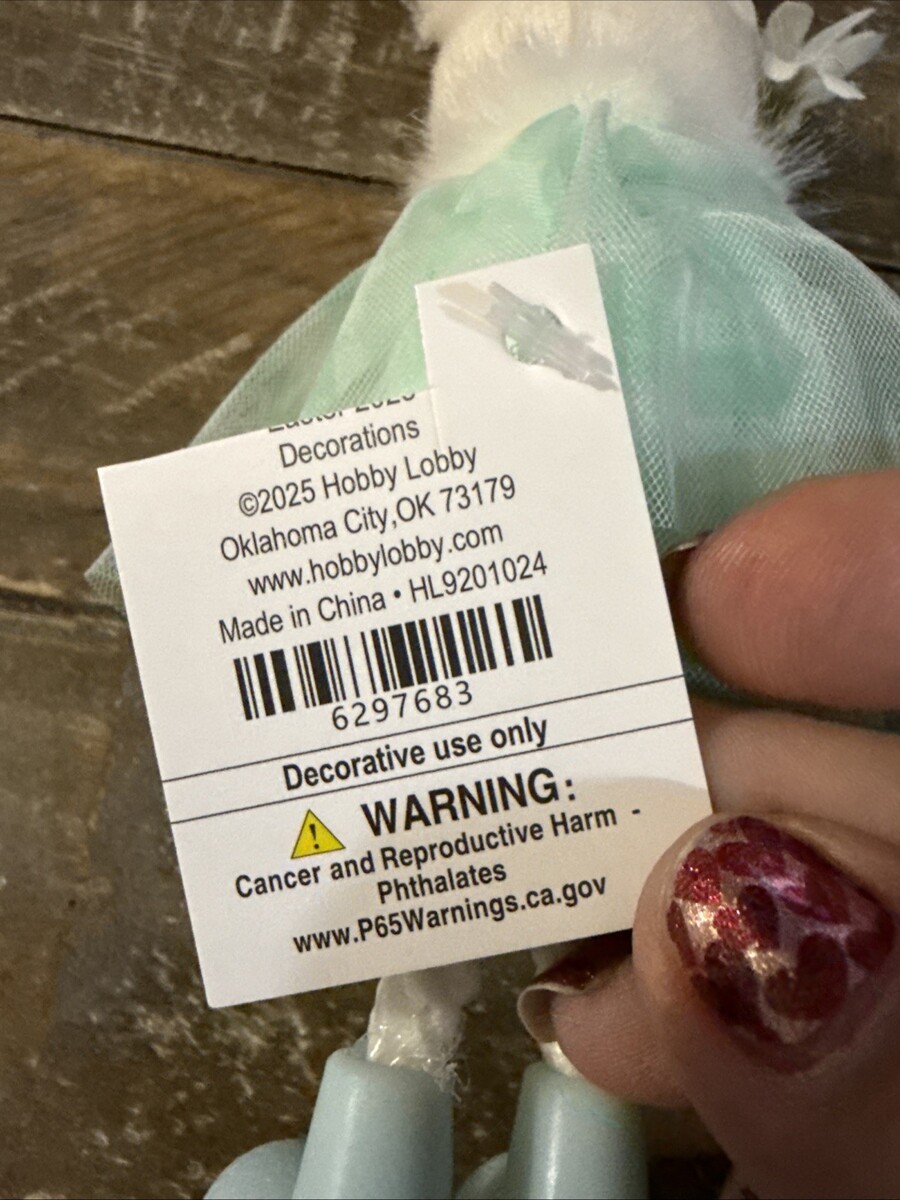 Decorations
©2025 Hobby Lobby
Oklahoma City,OK 73179
www.hobbylobby.com
Made in China • HL9201024
6297683
Decorative use only
WARNING:
Cancer and Reproductive Harm -
Phthalates
www.P65Warnings.ca.gov